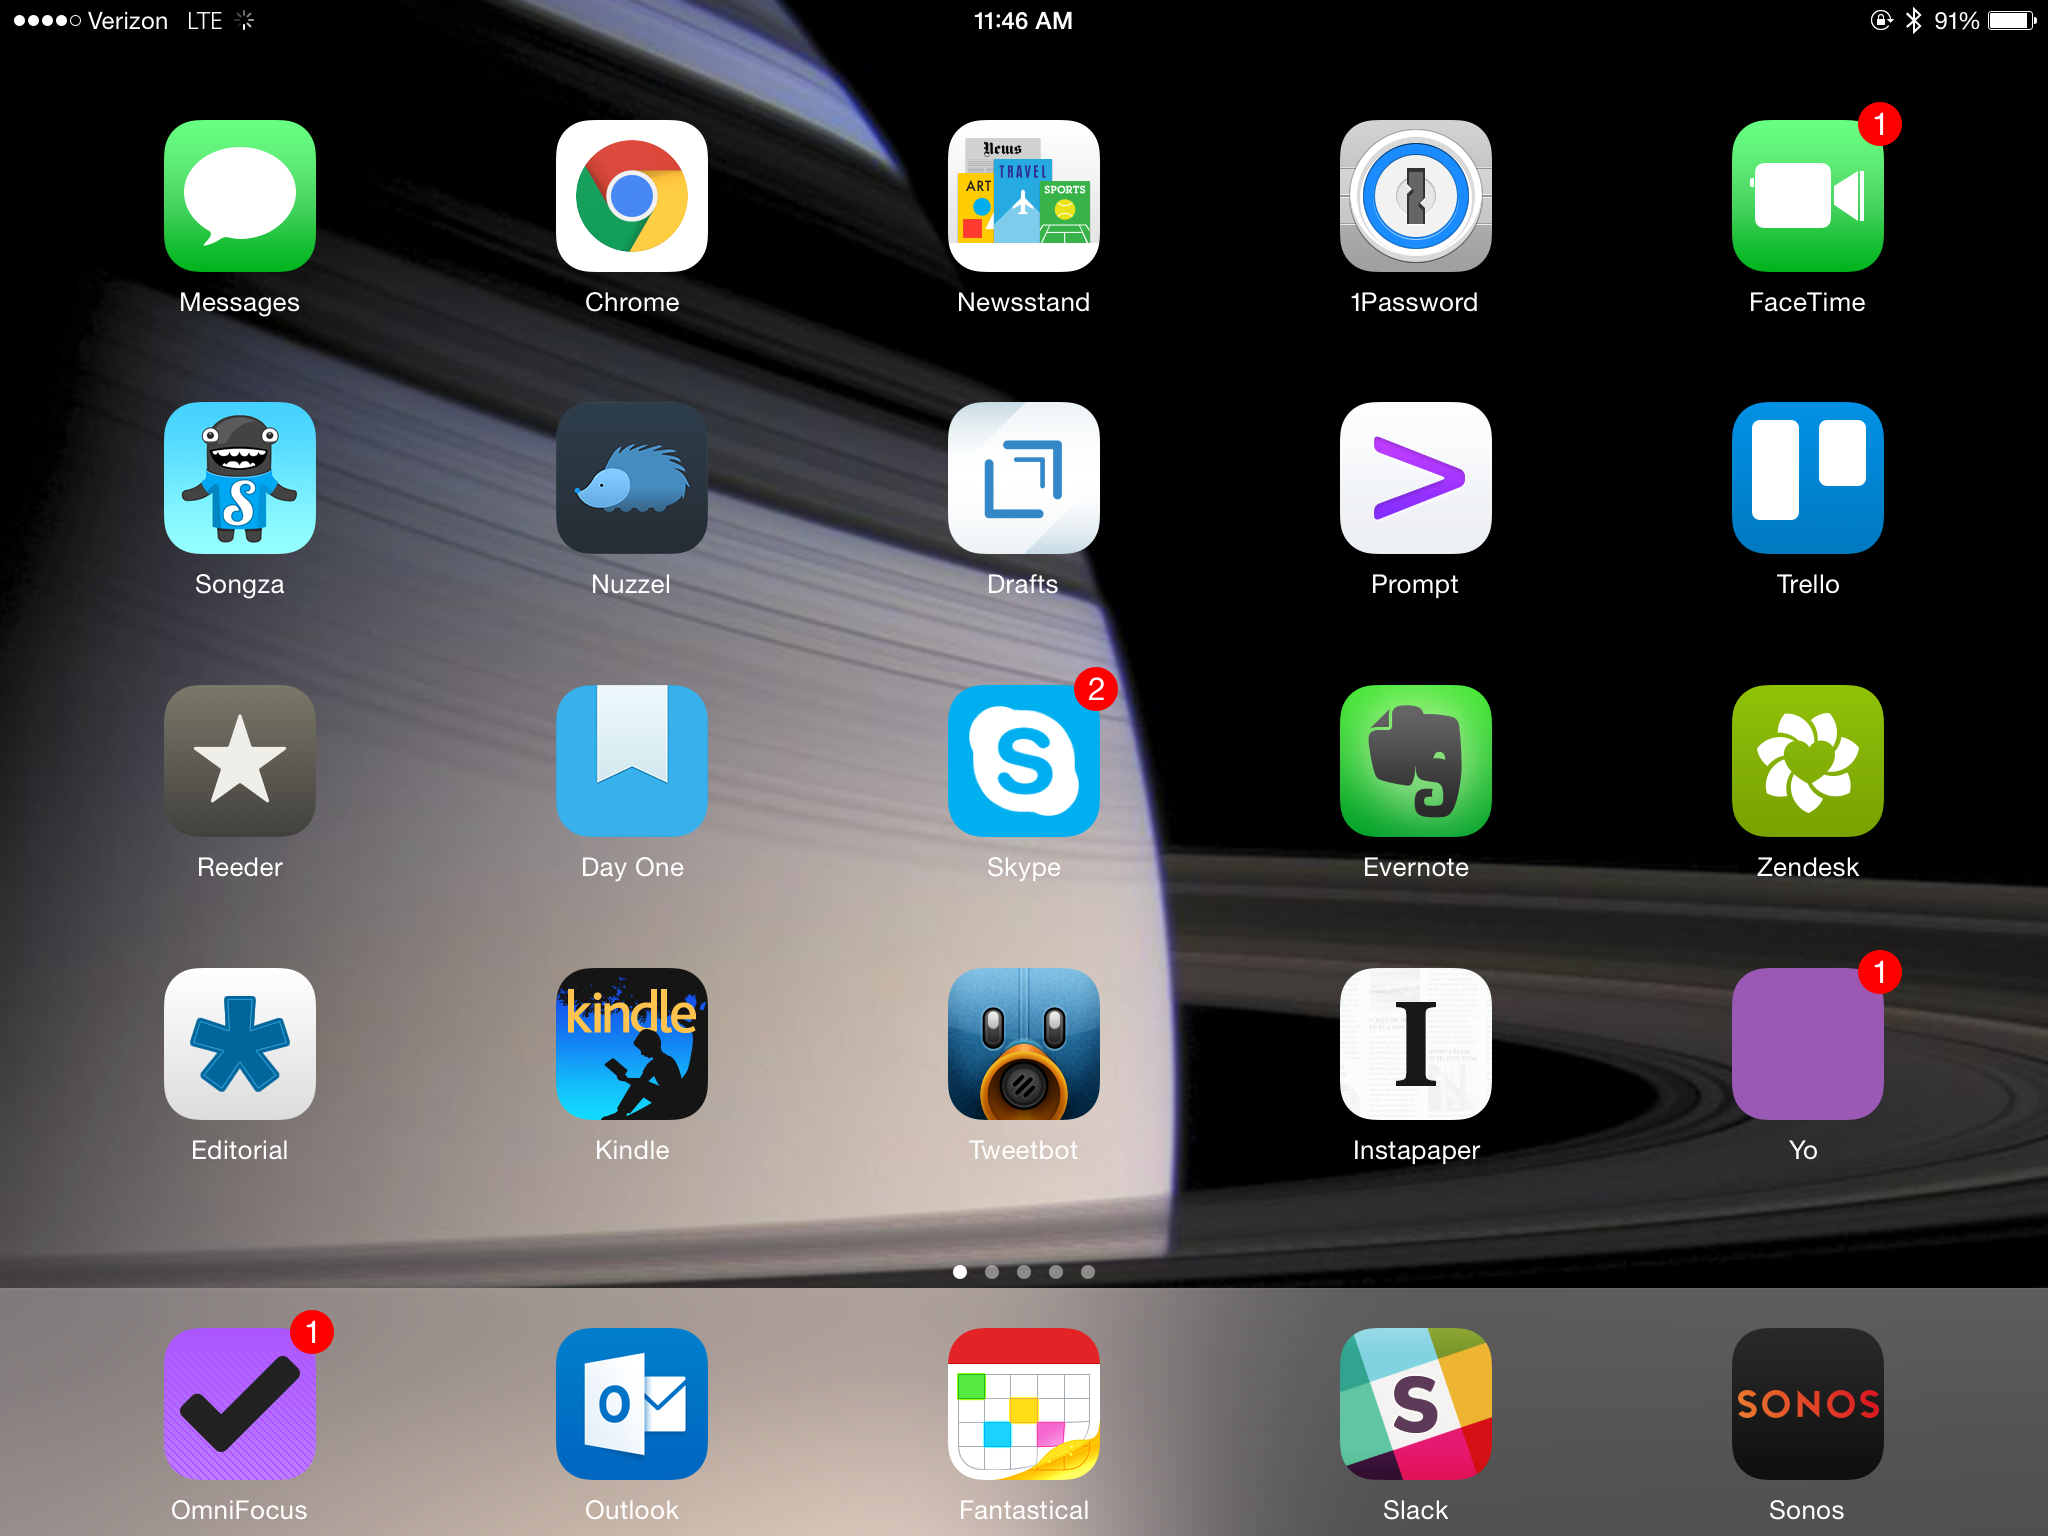 Verizon LTE 11:46 AM 91%
1
News
TRAVEL
ART
SPORTS
Messages Chrome Newsstand 1Password FaceTime
S
Songza Nuzzel Drafts Prompt Trello
2
S
Reeder Day One Skype Evernote Zendesk
1
kindle
I
Editorial Kindle Tweetbot Instapaper Yo
1
O S SONOS
OmniFocus Outlook Fantastical Slack Sonos